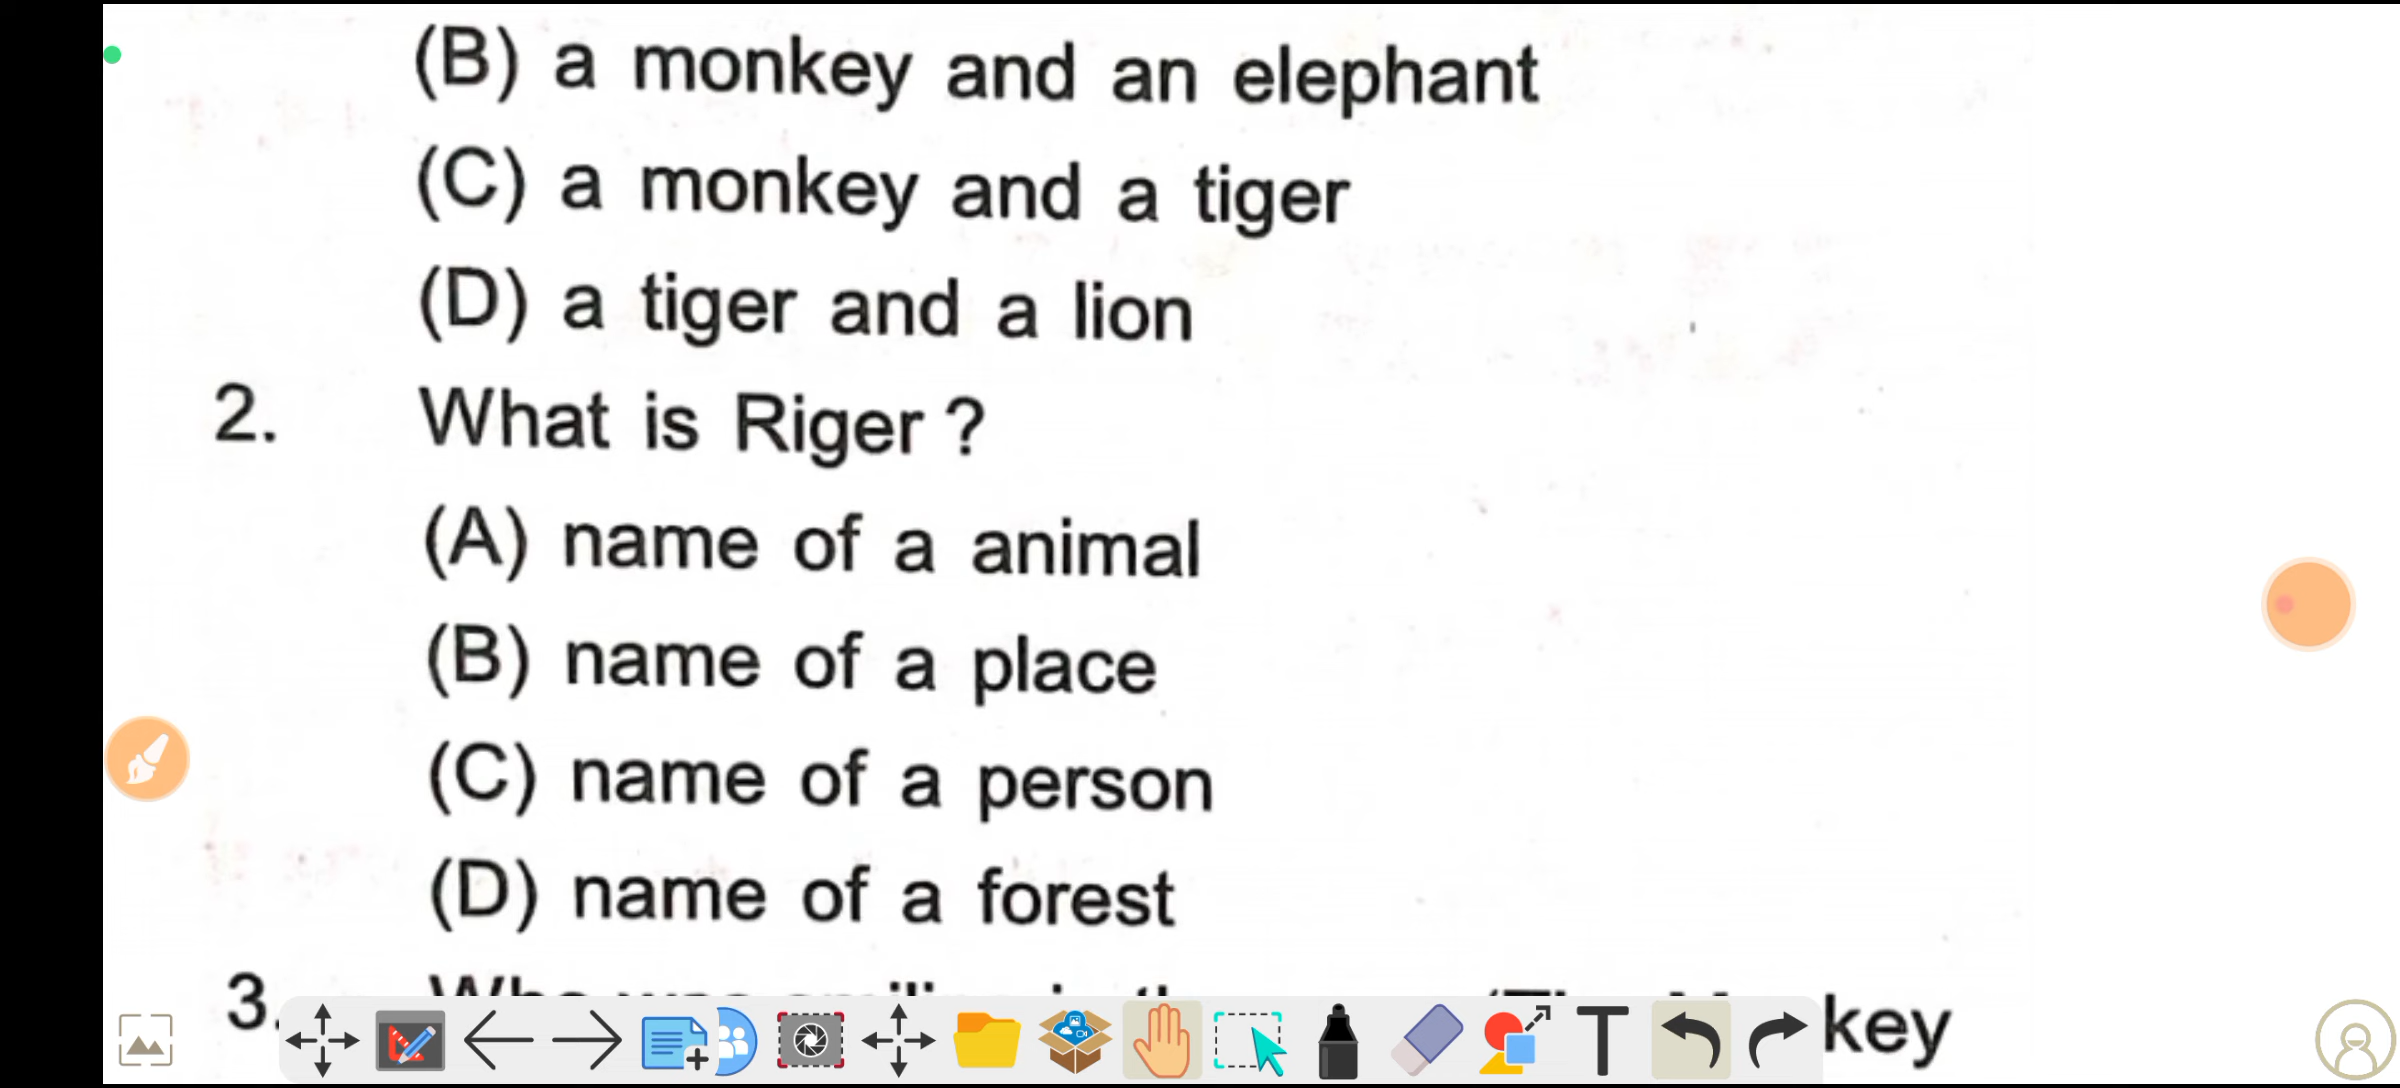 (B) a monkey and an elephant
(C) a monkey and a tiger
(D) a tiger and a lion
2. What is Riger ?
(A) name of a animal
(B) name of a place
(C) name of a person
(D) name of a forest
3. key